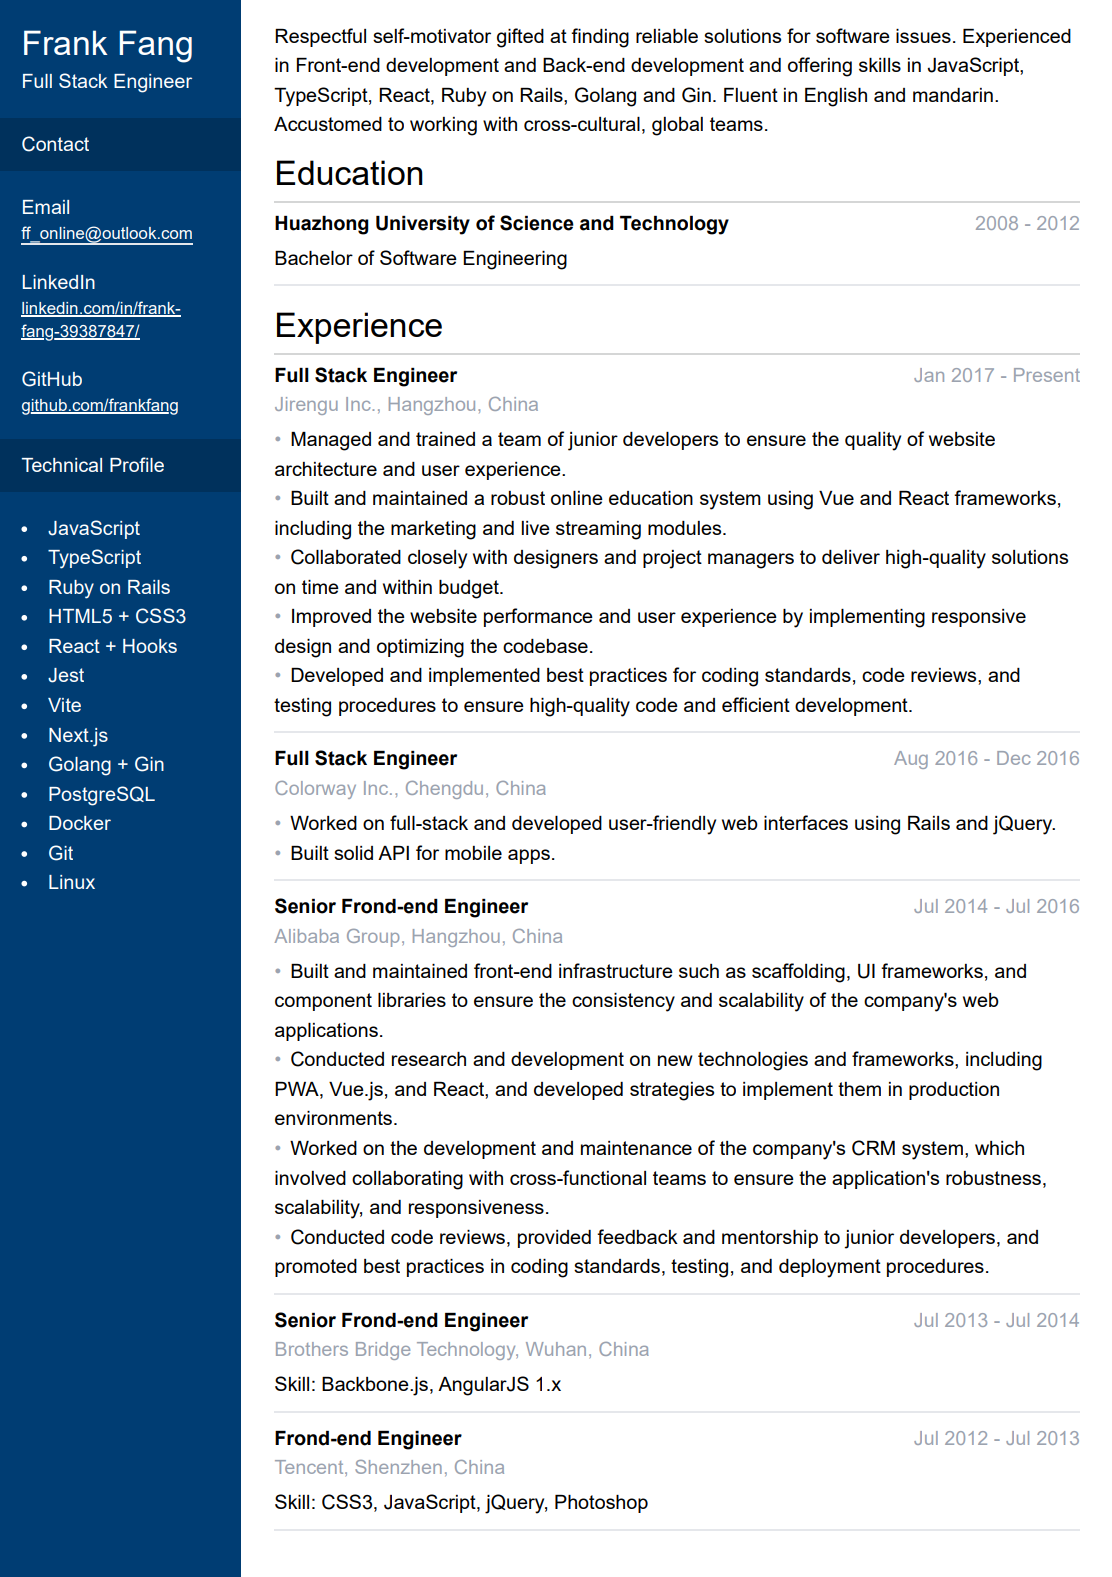 Frank Fang
Full Stack Engineer
Contact
Email
ff_online@outlook.com
LinkedIn
linkedin.com/in/frank-
fang-39387847/
GitHub
github.com/frankfang
Technical Profile
• JavaScript
• TypeScript
• Ruby on Rails
• HTML5 + CSS3
• React + Hooks
• Jest
• Vite
• Next.js
• Golang + Gin
• PostgreSQL
• Docker
• Git
• Linux
Respectful self-motivator gifted at finding reliable solutions for software issues. Experienced
in Front-end development and Back-end development and offering skills in JavaScript,
TypeScript, React, Ruby on Rails, Golang and Gin. Fluent in English and mandarin.
Accustomed to working with cross-cultural, global teams.
Education
Huazhong University of Science and Technology 2008 - 2012
Bachelor of Software Engineering
Experience
Full Stack Engineer Jan 2017 - Present
Jirengu Inc., Hangzhou, China
• Managed and trained a team of junior developers to ensure the quality of website
architecture and user experience.
• Built and maintained a robust online education system using Vue and React frameworks,
including the marketing and live streaming modules.
• Collaborated closely with designers and project managers to deliver high-quality solutions
on time and within budget.
• Improved the website performance and user experience by implementing responsive
design and optimizing the codebase.
• Developed and implemented best practices for coding standards, code reviews, and
testing procedures to ensure high-quality code and efficient development.
Full Stack Engineer Aug 2016 - Dec 2016
Colorway Inc., Chengdu, China
• Worked on full-stack and developed user-friendly web interfaces using Rails and jQuery.
• Built solid API for mobile apps.
Senior Frond-end Engineer Jul 2014 - Jul 2016
Alibaba Group, Hangzhou, China
• Built and maintained front-end infrastructure such as scaffolding, UI frameworks, and
component libraries to ensure the consistency and scalability of the company's web
applications.
• Conducted research and development on new technologies and frameworks, including
PWA, Vue.js, and React, and developed strategies to implement them in production
environments.
• Worked on the development and maintenance of the company's CRM system, which
involved collaborating with cross-functional teams to ensure the application's robustness,
scalability, and responsiveness.
• Conducted code reviews, provided feedback and mentorship to junior developers, and
promoted best practices in coding standards, testing, and deployment procedures.
Senior Frond-end Engineer Jul 2013 - Jul 2014
Brothers Bridge Technology, Wuhan, China
Skill: Backbone.js, AngularJS 1.x
Frond-end Engineer Jul 2012 - Jul 2013
Tencent, Shenzhen, China
Skill: CSS3, JavaScript, jQuery, Photoshop